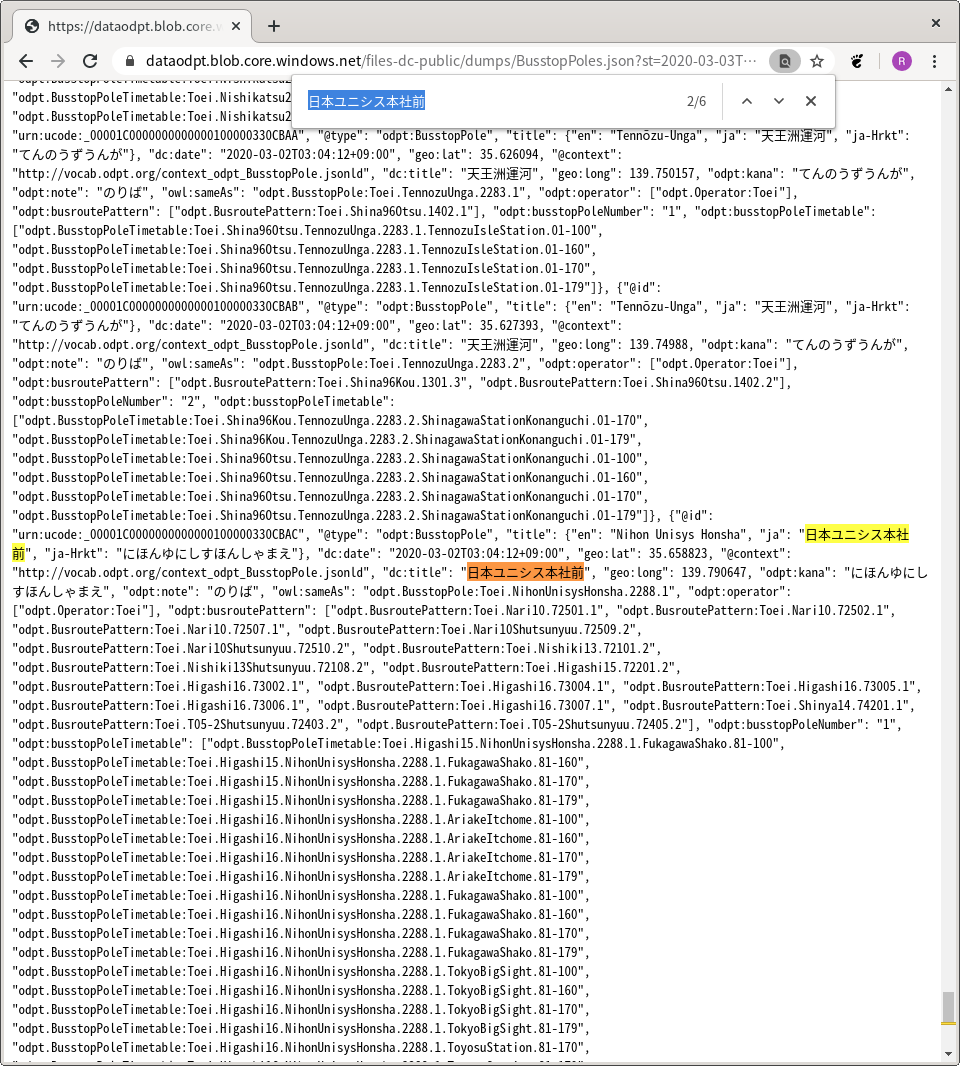 https://dataodpt.blob.core.w
dataodpt.blob.core.windows.net/files-dc-public/dumps/BusstopPoles.json?st=2020-03-03T…
R
日本ユニシス本社前
2/6
"odpt.BusstopPoleTimetable:Toei.Nishikatsu2
"odpt.BusstopPoleTimetable:Toei.Nishikatsu2
"urn:ucode:_00001C000000000000010000030CBAA", "@type": "odpt:BusstopPole", "title": {"en": "Tennōzu-Unga", "ja": "天王洲運河", "ja-Hrkt":
"てんのうずうんが"}, "dc:date": "2020-03-02T03:04:12+09:00", "geo:lat": 35.626094, "@context":
"http://vocab.odpt.org/context_odpt_BusstopPole.jsonld", "dc:title": "天王洲運河", "geo:long": 139.750157, "odpt:kana": "てんのうずうんが",
"odpt:note": "のりば", "owl:sameAs": "odpt.BusstopPole:Toei.TennozuUnga.2283.1", "odpt:operator": ["odpt.Operator:Toei"],
"odpt:busroutePattern": ["odpt.BusroutePattern:Toei.Shina96Otsu.1402.1"], "odpt:busstopPoleNumber": "1", "odpt:busstopPoleTimetable":
["odpt.BusstopPoleTimetable:Toei.Shina96Otsu.TennozuUnga.2283.1.TennozuIsleStation.01-100",
"odpt.BusstopPoleTimetable:Toei.Shina96Otsu.TennozuUnga.2283.1.TennozuIsleStation.01-160",
"odpt.BusstopPoleTimetable:Toei.Shina96Otsu.TennozuUnga.2283.1.TennozuIsleStation.01-170",
"odpt.BusstopPoleTimetable:Toei.Shina96Otsu.TennozuUnga.2283.1.TennozuIsleStation.01-179"]}, {"@id":
"urn:ucode:_00001C000000000000010000030CBAB", "@type": "odpt:BusstopPole", "title": {"en": "Tennōzu-Unga", "ja": "天王洲運河", "ja-Hrkt":
"てんのうずうんが"}, "dc:date": "2020-03-02T03:04:12+09:00", "geo:lat": 35.627393, "@context":
"http://vocab.odpt.org/context_odpt_BusstopPole.jsonld", "dc:title": "天王洲運河", "geo:long": 139.74988, "odpt:kana": "てんのうずうんが",
"odpt:note": "のりば", "owl:sameAs": "odpt.BusstopPole:Toei.TennozuUnga.2283.2", "odpt:operator": ["odpt.Operator:Toei"],
"odpt:busroutePattern": ["odpt.BusroutePattern:Toei.Shina96Kou.1301.3", "odpt.BusroutePattern:Toei.Shina96Otsu.1402.2"],
"odpt:busstopPoleNumber": "2", "odpt:busstopPoleTimetable":
["odpt.BusstopPoleTimetable:Toei.Shina96Kou.TennozuUnga.2283.2.ShinagawaStationKonanguchi.01-170",
"odpt.BusstopPoleTimetable:Toei.Shina96Kou.TennozuUnga.2283.2.ShinagawaStationKonanguchi.01-179",
"odpt.BusstopPoleTimetable:Toei.Shina96Otsu.TennozuUnga.2283.2.ShinagawaStationKonanguchi.01-100",
"odpt.BusstopPoleTimetable:Toei.Shina96Otsu.TennozuUnga.2283.2.ShinagawaStationKonanguchi.01-160",
"odpt.BusstopPoleTimetable:Toei.Shina96Otsu.TennozuUnga.2283.2.ShinagawaStationKonanguchi.01-170",
"odpt.BusstopPoleTimetable:Toei.Shina96Otsu.TennozuUnga.2283.2.ShinagawaStationKonanguchi.01-179"]}, {"@id":
"urn:ucode:_00001C000000000000010000030CBAC", "@type": "odpt:BusstopPole", "title": {"en": "Nihon Unisys Honsha", "ja": "日本ユニシス本社
前", "ja-Hrkt": "にほんゆにしすほんしゃまえ"}, "dc:date": "2020-03-02T03:04:12+09:00", "geo:lat": 35.658823, "@context":
"http://vocab.odpt.org/context_odpt_BusstopPole.jsonld", "dc:title": "日本ユニシス本社前", "geo:long": 139.790647, "odpt:kana": "にほんゆにし
すほんしゃまえ", "odpt:note": "のりば", "owl:sameAs": "odpt.BusstopPole:Toei.NihonUnisysHonsha.2288.1", "odpt:operator":
["odpt.Operator:Toei"], "odpt:busroutePattern": ["odpt.BusroutePattern:Toei.Nari10.72501.1", "odpt.BusroutePattern:Toei.Nari10.72502.1",
"odpt.BusroutePattern:Toei.Nari10.72507.1", "odpt.BusroutePattern:Toei.Nari10Shutsunyuu.72509.2",
"odpt.BusroutePattern:Toei.Nari10Shutsunyuu.72510.2", "odpt.BusroutePattern:Toei.Nishiki13.72101.2",
"odpt.BusroutePattern:Toei.Nishiki13Shutsunyuu.72108.2", "odpt.BusroutePattern:Toei.Higashi15.72201.2",
"odpt.BusroutePattern:Toei.Higashi16.73002.1", "odpt.BusroutePattern:Toei.Higashi16.73004.1", "odpt.BusroutePattern:Toei.Higashi16.73005.1",
"odpt.BusroutePattern:Toei.Higashi16.73006.1", "odpt.BusroutePattern:Toei.Higashi16.73007.1", "odpt.BusroutePattern:Toei.Shinya14.74201.1",
"odpt.BusroutePattern:Toei.T05-2Shutsunyuu.72403.2", "odpt.BusroutePattern:Toei.T05-2Shutsunyuu.72405.2"], "odpt:busstopPoleNumber": "1",
"odpt:busstopPoleTimetable": ["odpt.BusstopPoleTimetable:Toei.Higashi15.NihonUnisysHonsha.2288.1.FukagawaShako.81-100",
"odpt.BusstopPoleTimetable:Toei.Higashi15.NihonUnisysHonsha.2288.1.FukagawaShako.81-160",
"odpt.BusstopPoleTimetable:Toei.Higashi15.NihonUnisysHonsha.2288.1.FukagawaShako.81-170",
"odpt.BusstopPoleTimetable:Toei.Higashi15.NihonUnisysHonsha.2288.1.FukagawaShako.81-179",
"odpt.BusstopPoleTimetable:Toei.Higashi16.NihonUnisysHonsha.2288.1.AriakeItchome.81-100",
"odpt.BusstopPoleTimetable:Toei.Higashi16.NihonUnisysHonsha.2288.1.AriakeItchome.81-160",
"odpt.BusstopPoleTimetable:Toei.Higashi16.NihonUnisysHonsha.2288.1.AriakeItchome.81-170",
"odpt.BusstopPoleTimetable:Toei.Higashi16.NihonUnisysHonsha.2288.1.AriakeItchome.81-179",
"odpt.BusstopPoleTimetable:Toei.Higashi16.NihonUnisysHonsha.2288.1.FukagawaShako.81-100",
"odpt.BusstopPoleTimetable:Toei.Higashi16.NihonUnisysHonsha.2288.1.FukagawaShako.81-160",
"odpt.BusstopPoleTimetable:Toei.Higashi16.NihonUnisysHonsha.2288.1.FukagawaShako.81-170",
"odpt.BusstopPoleTimetable:Toei.Higashi16.NihonUnisysHonsha.2288.1.FukagawaShako.81-179",
"odpt.BusstopPoleTimetable:Toei.Higashi16.NihonUnisysHonsha.2288.1.TokyoBigSight.81-100",
"odpt.BusstopPoleTimetable:Toei.Higashi16.NihonUnisysHonsha.2288.1.TokyoBigSight.81-160",
"odpt.BusstopPoleTimetable:Toei.Higashi16.NihonUnisysHonsha.2288.1.TokyoBigSight.81-170",
"odpt.BusstopPoleTimetable:Toei.Higashi16.NihonUnisysHonsha.2288.1.TokyoBigSight.81-179",
"odpt.BusstopPoleTimetable:Toei.Higashi16.NihonUnisysHonsha.2288.1.ToyosuStation.81-170",